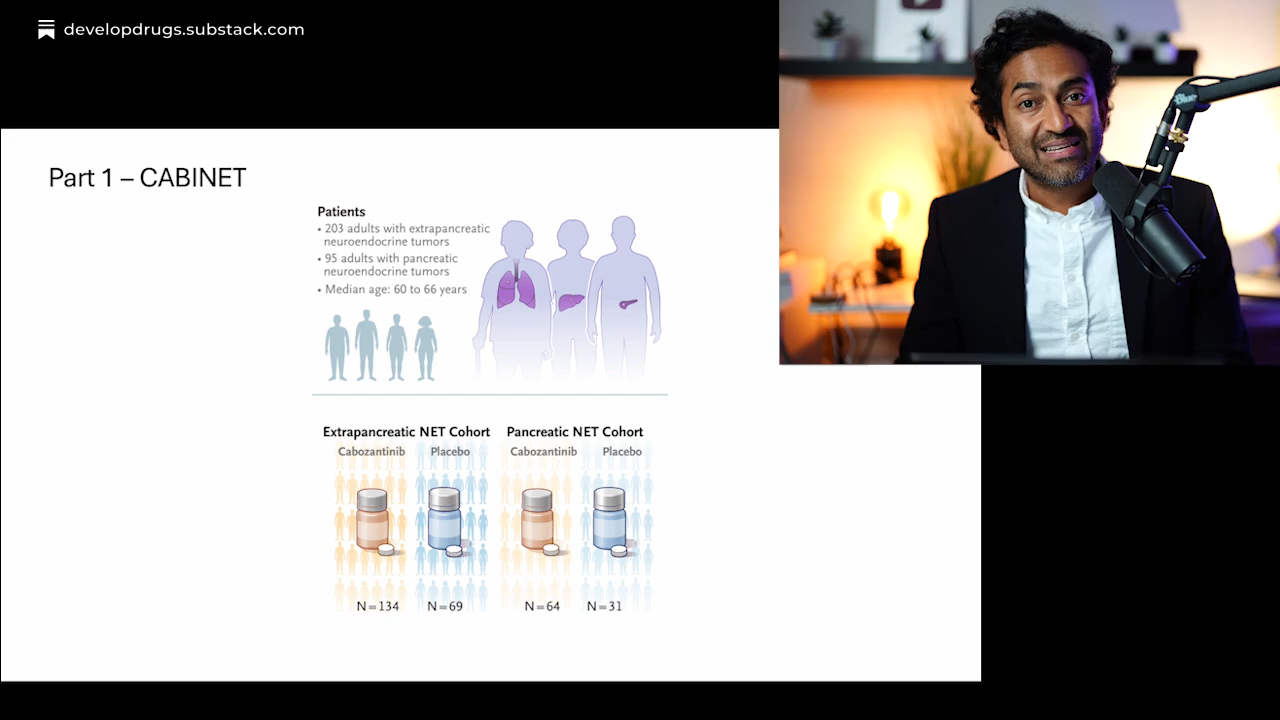 developdrugs.substack.com
Part 1 – CABINET
Patients
• 203 adults with extrapancreatic
neuroendocrine tumors
• 95 adults with pancreatic
neuroendocrine tumors
• Median age: 60 to 66 years
Extrapancreatic NET Cohort
Cabozantinib Placebo
N=134 N=69
Pancreatic NET Cohort
Cabozantinib Placebo
N=64 N=31
Blue